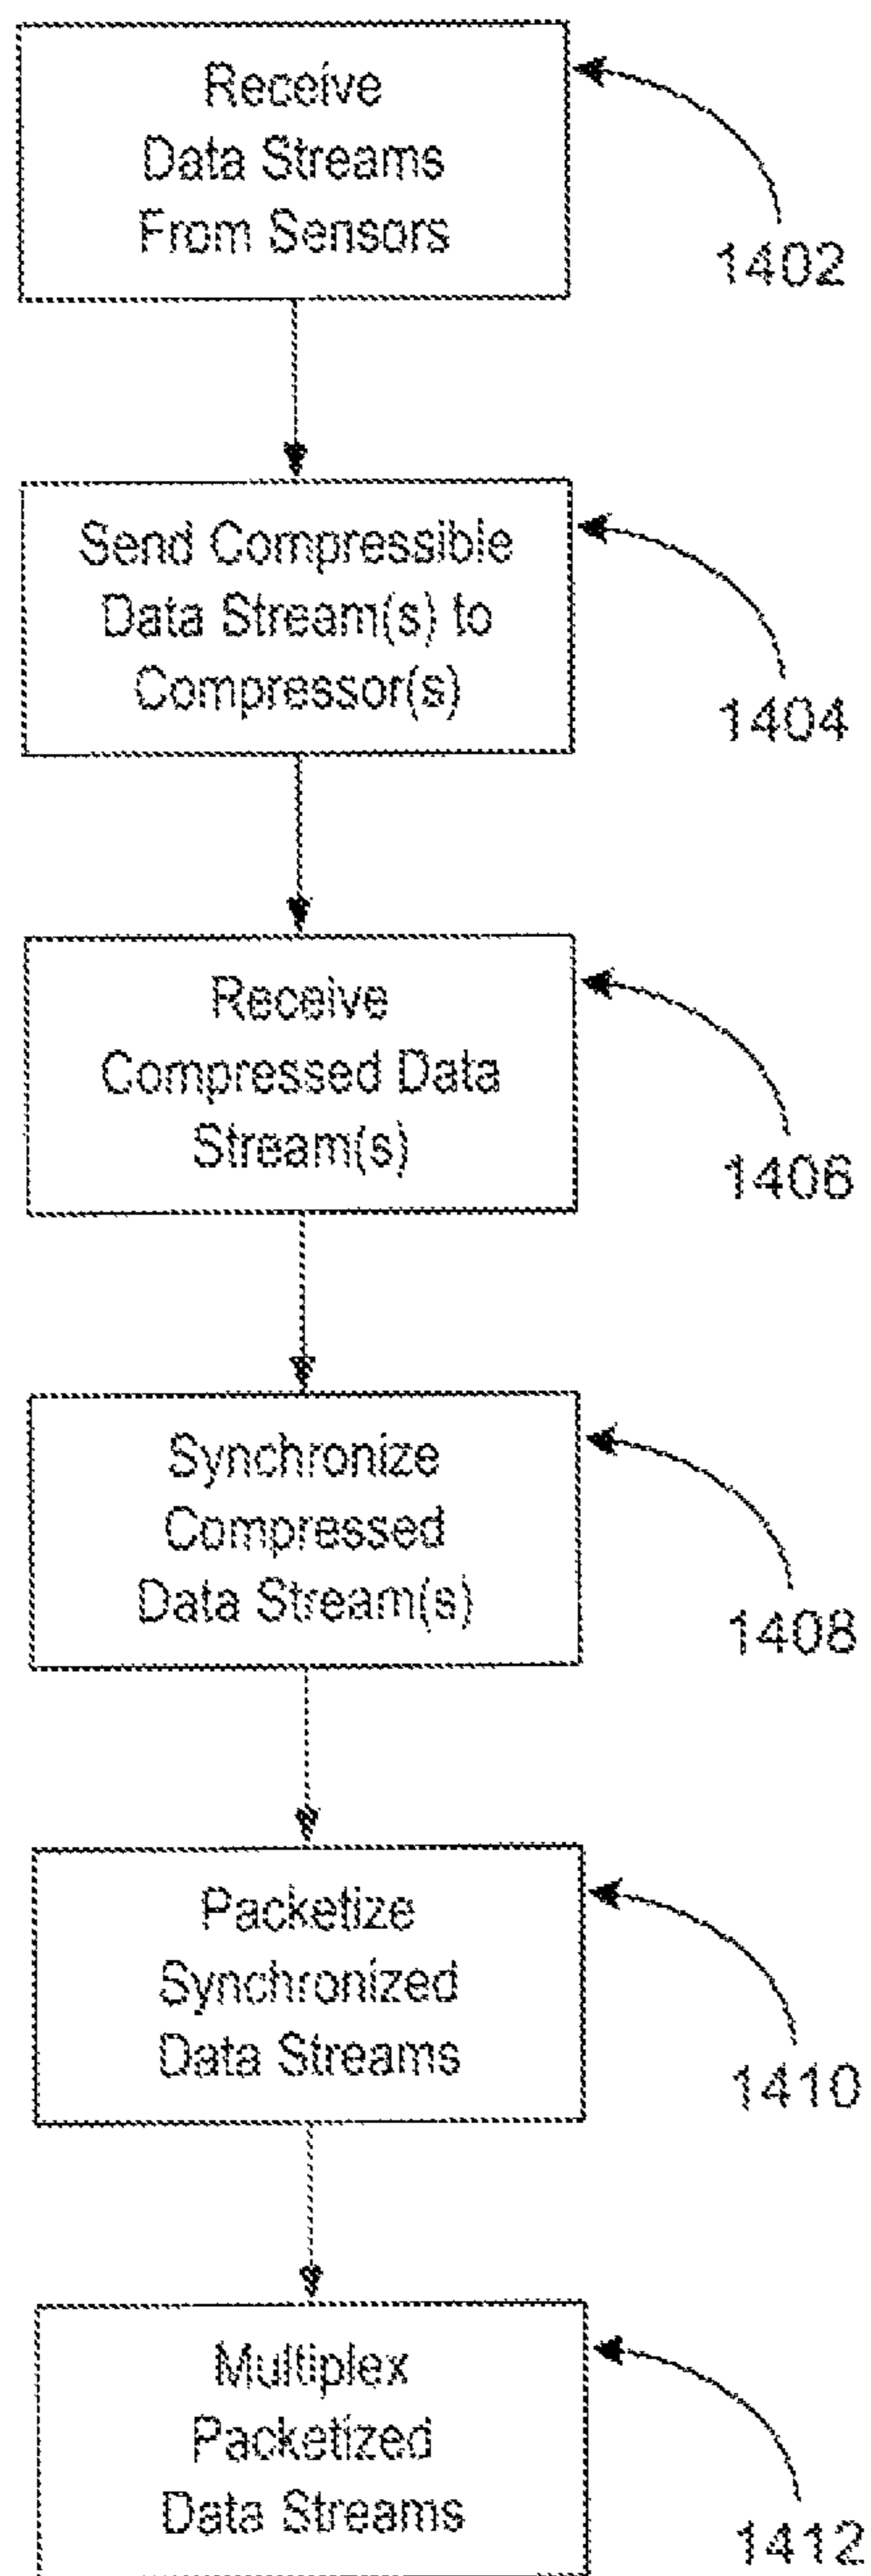 Receive
Data Streams
From Sensors
1402
Send Compressible
Data Stream(s) to
Compressor(s)
1404
Receive
Compressed Data
Stream(s)
1406
Synchronize
Compressed
Data Stream(s)
1408
Packetize
Synchronized
Data Streams
1410
Multiplex
Packetized
Data Streams
1412